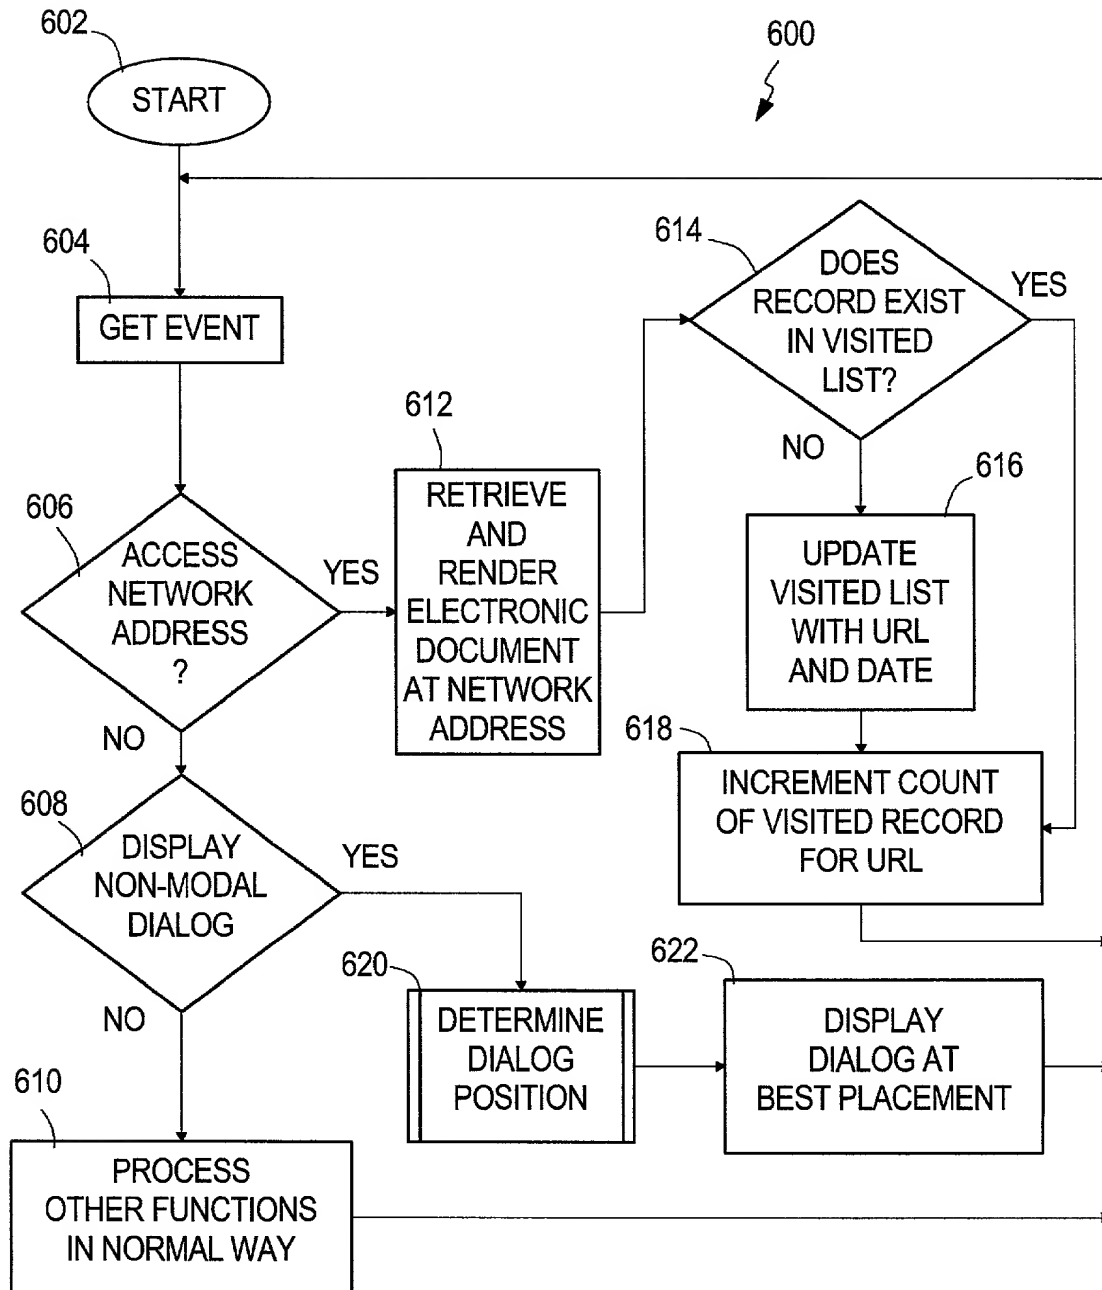 602
600
START
604
GET EVENT
614
DOES
RECORD EXIST
IN VISITED
LIST?
YES
NO
606
ACCESS
NETWORK
ADDRESS
?
YES
NO
612
RETRIEVE
AND
RENDER
ELECTRONIC
DOCUMENT
AT NETWORK
ADDRESS
616
UPDATE
VISITED LIST
WITH URL
AND DATE
618
INCREMENT COUNT
OF VISITED RECORD
FOR URL
608
DISPLAY
NON-MODAL
DIALOG
YES
NO
620
DETERMINE
DIALOG
POSITION
622
DISPLAY
DIALOG AT
BEST PLACEMENT
610
PROCESS
OTHER FUNCTIONS
IN NORMAL WAY